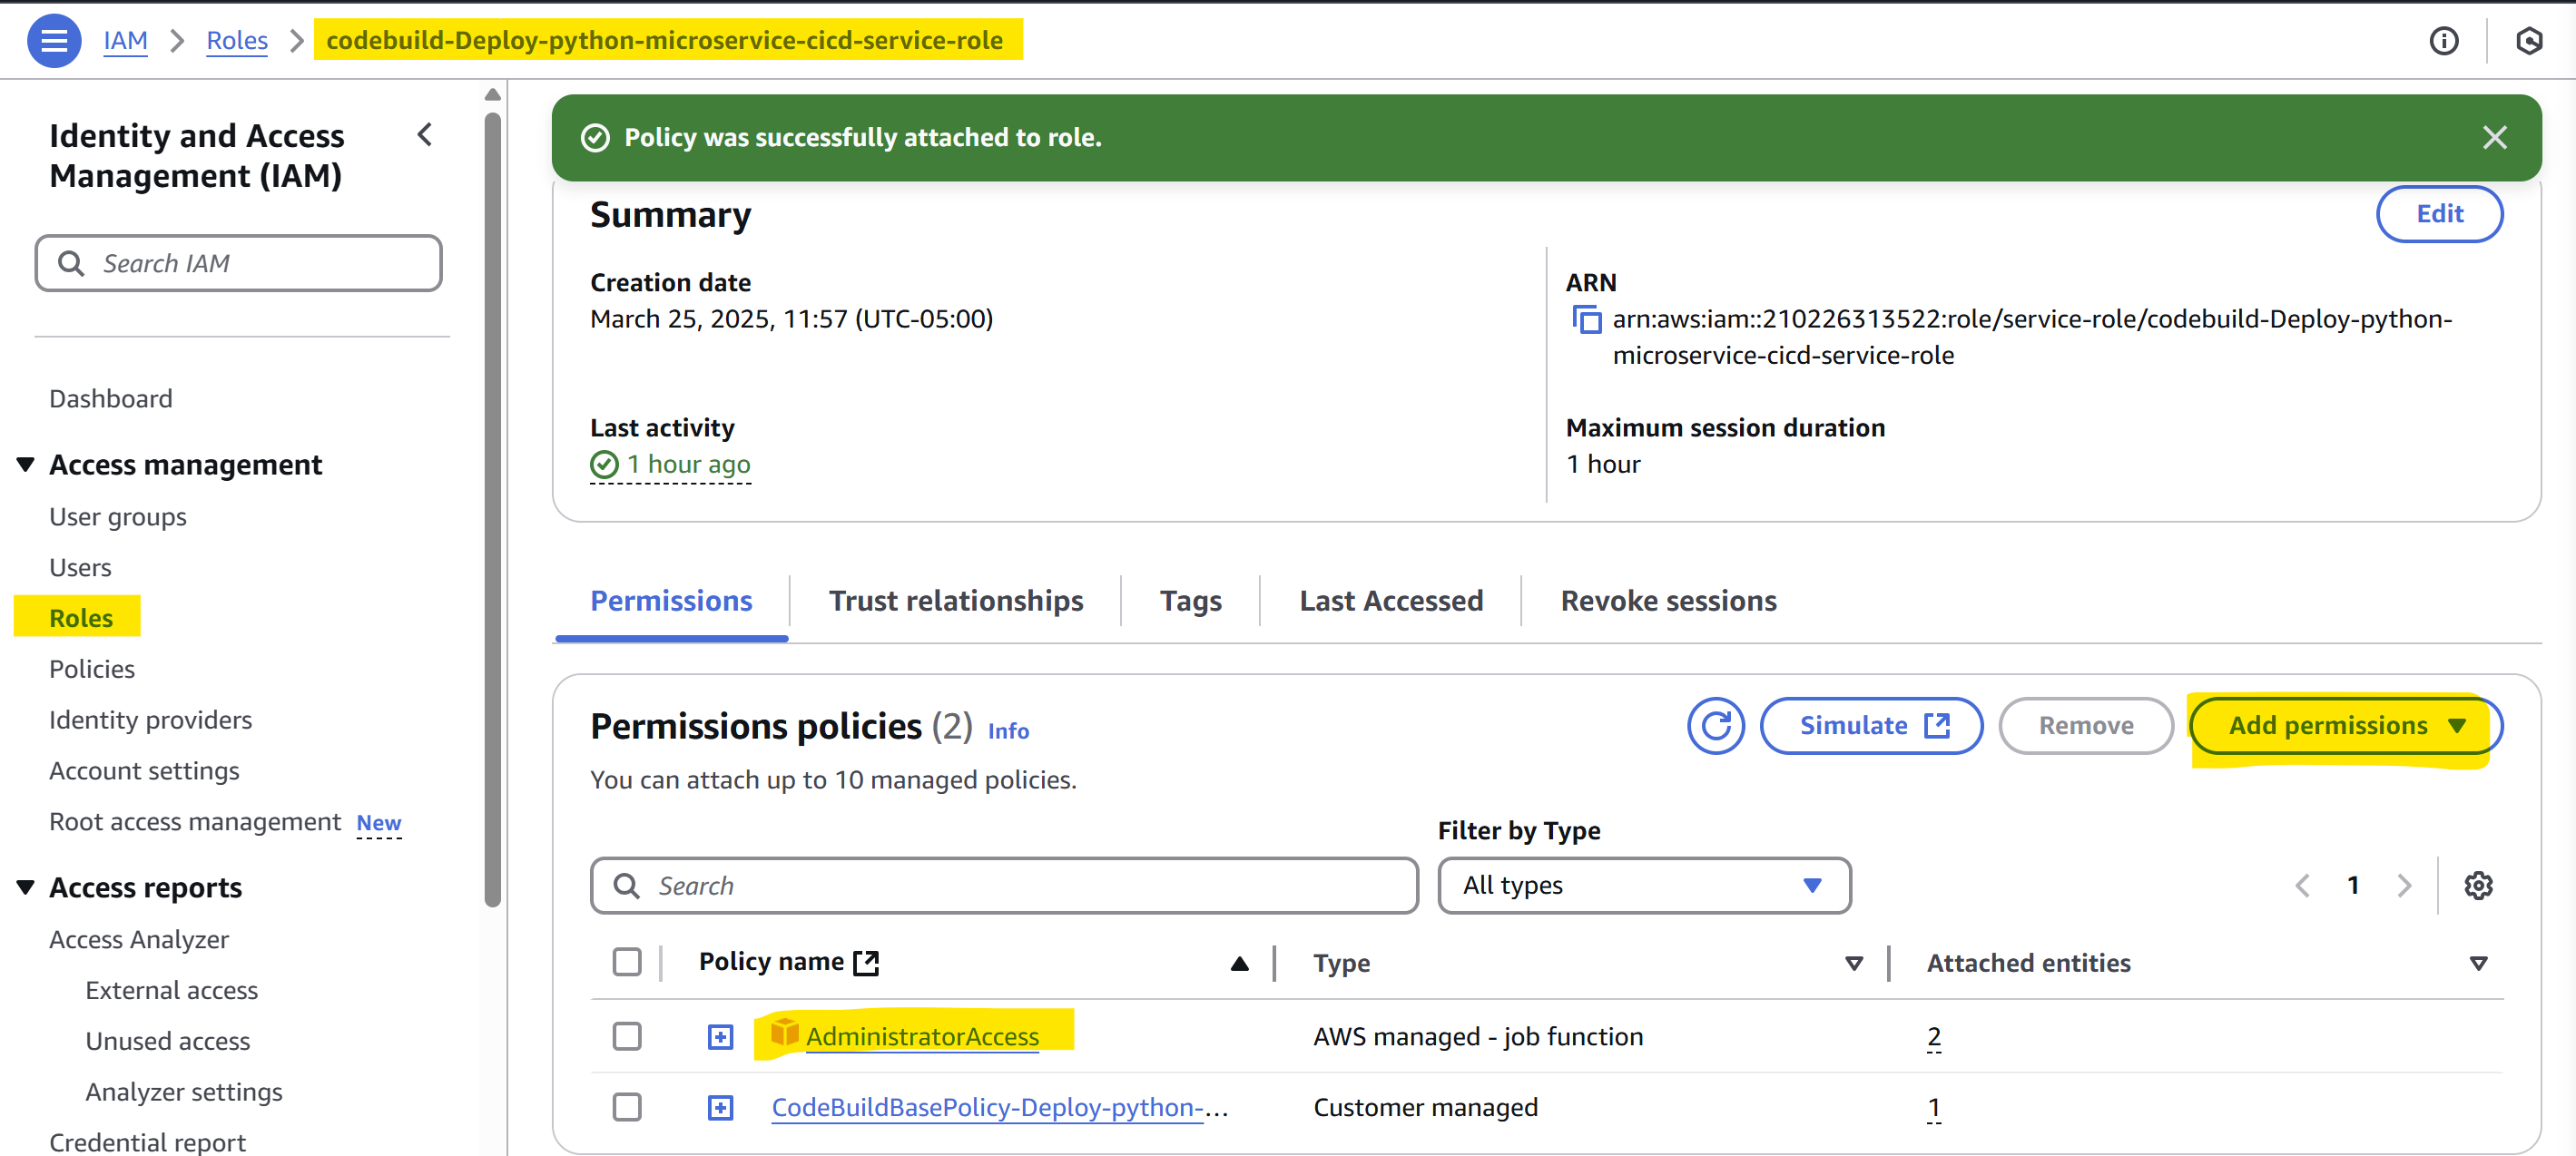 IAM > Roles > codebuild-Deploy-python-microservice-cicd-service-role
Identity and Access
Management (IAM)
Search IAM
Dashboard
Access management
User groups
Users
Roles
Policies
Identity providers
Account settings
Root access management New
Access reports
Access Analyzer
External access
Unused access
Analyzer settings
Credential report
Policy was successfully attached to role.
Summary
Edit
Creation date
March 25, 2025, 11:57 (UTC-05:00)
ARN
arn:aws:iam::210226313522:role/service-role/codebuild-Deploy-python-
microservice-cicd-service-role
Last activity
1 hour ago
Maximum session duration
1 hour
Permissions Trust relationships Tags Last Accessed Revoke sessions
Permissions policies (2) Info
Simulate Remove Add permissions
You can attach up to 10 managed policies.
Filter by Type
Search
All types
1
Policy name Type Attached entities
AdministratorAccess AWS managed - job function 2
CodeBuildBasePolicy-Deploy-python-... Customer managed 1